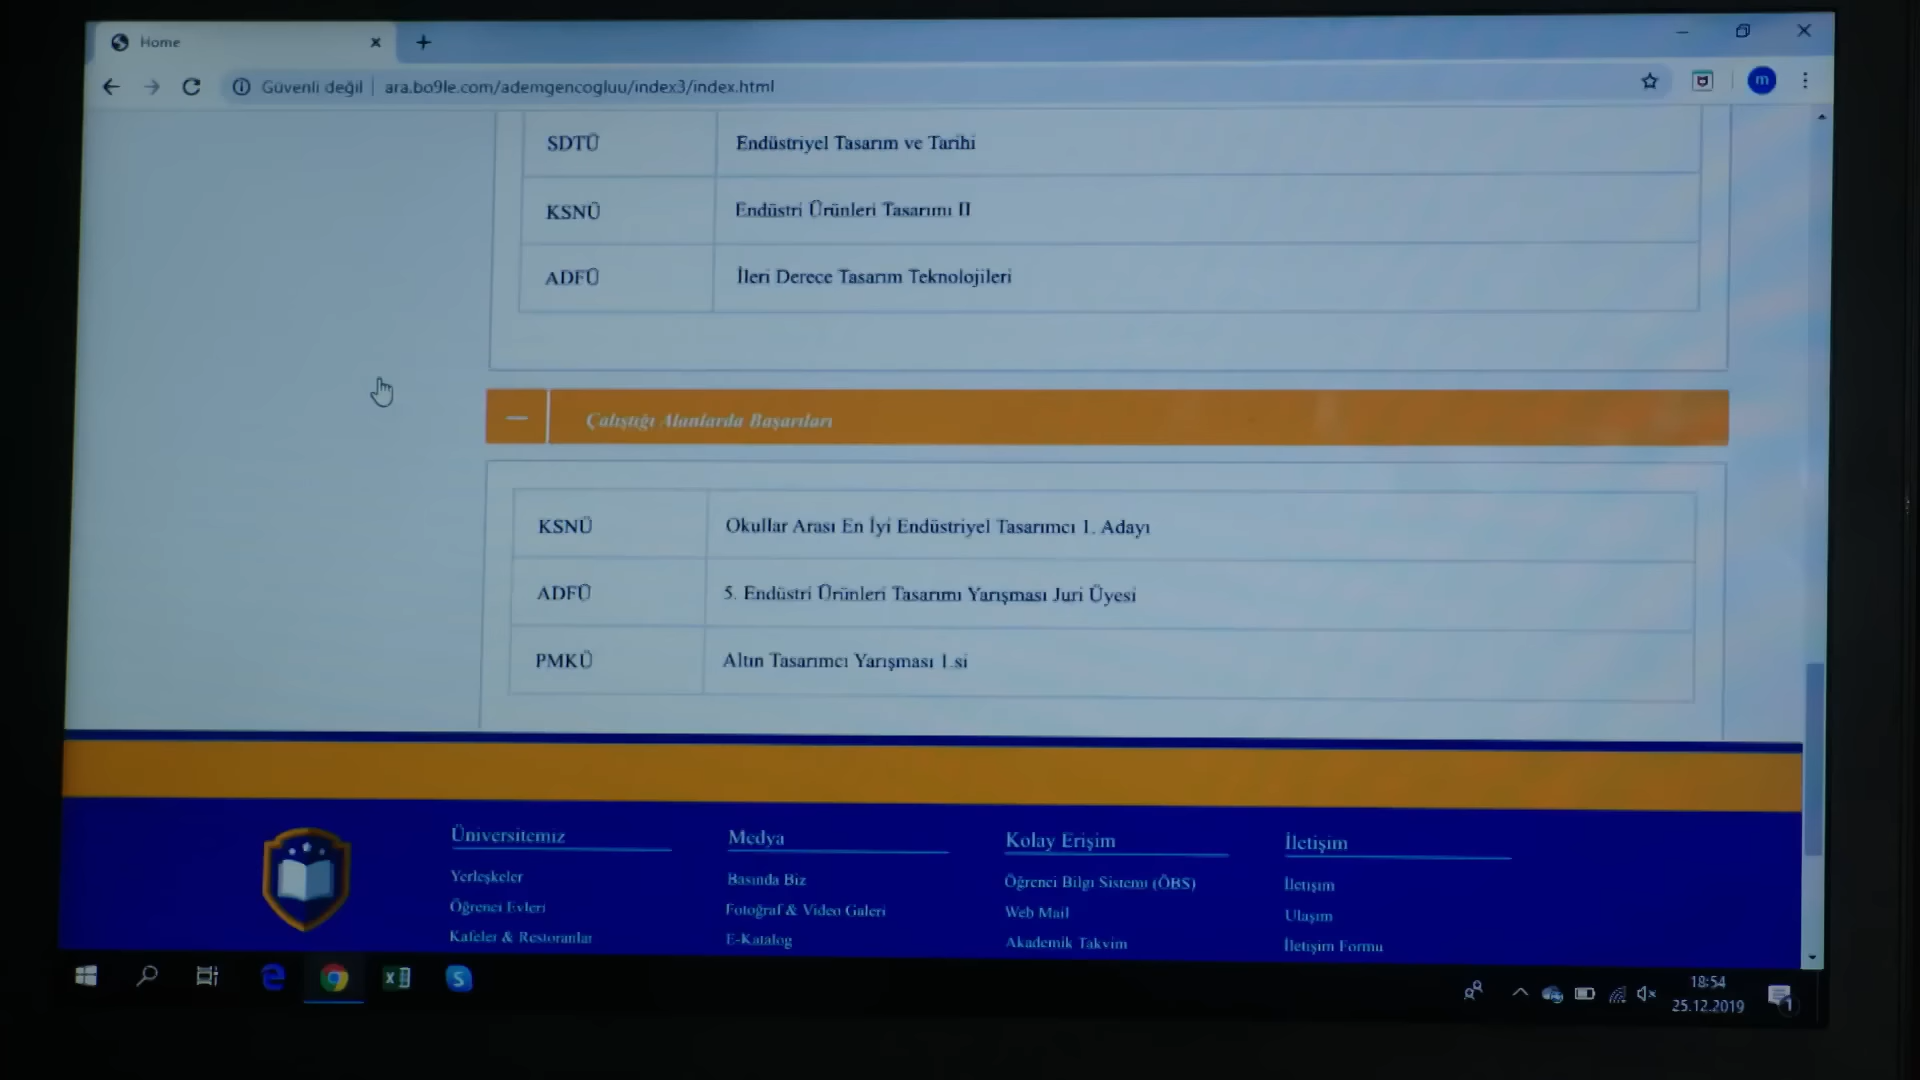 Home
Güvenli değil
ara.bo9le.com/ademgencogluu/index3/index.html
m
SDTÜ Endüstriyel Tasarım ve Tarihi
KSNÜ Endüstri Ürünleri Tasarımı II
ADFÜ İleri Derece Tasarım Teknolojileri
Çalıştığı Alanlarda Başarıları
KSNÜ Okullar Arası En İyi Endüstriyel Tasarımcı 1. Adayı
ADFÜ 5. Endüstri Ürünleri Tasarımı Yarışması Juri Üyesi
PMKÜ Altın Tasarımcı Yarışması 1.si
Üniversitemiz
Yerleşkeler
Öğrenci Evleri
Kafeler & Restoranlar
Medya
Basında Biz
Fotoğraf & Video Galeri
E-Katalog
Kolay Erişim
Öğrenci Bilgi Sistemi (ÖBS)
Web Mail
Akademik Takvim
İletişim
İletişim
Ulaşım
İletişim Formu
18:54
25.12.2019
1